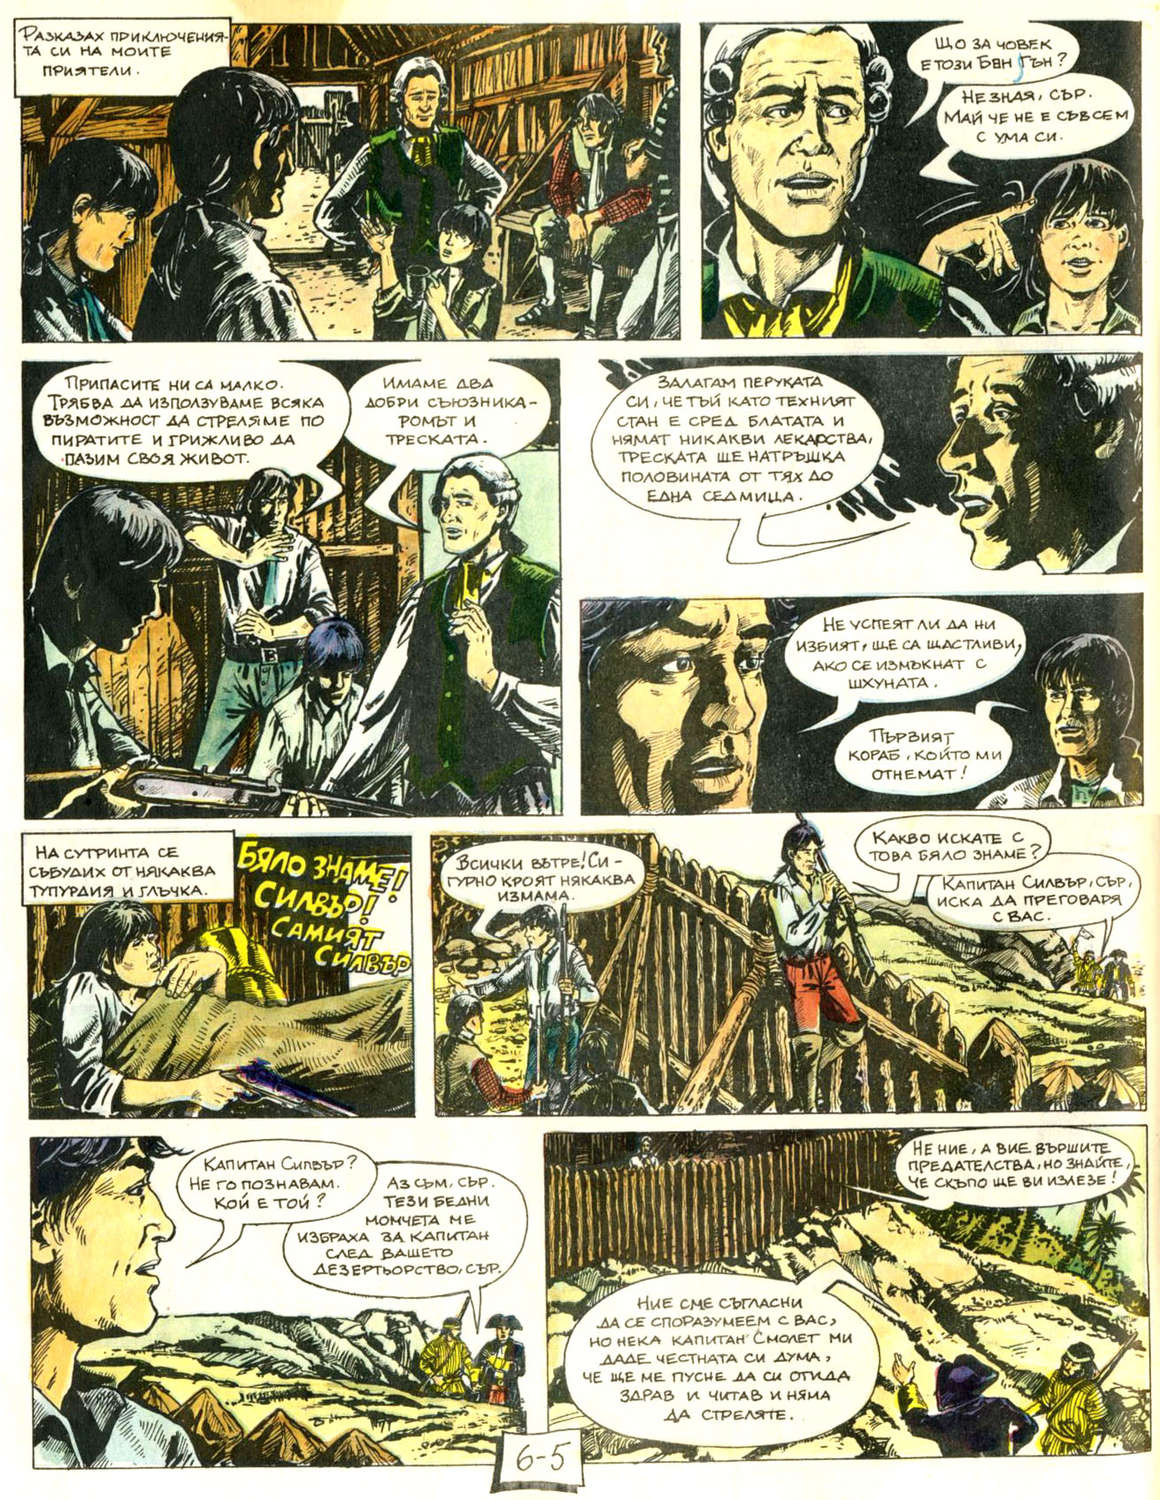 РАЗКАЗАХ ПРИКЛЮЧЕНИЯ-
ТА СИ НА МОИТЕ
ПРИЯТЕЛИ.
ЩО ЗА ЧОВЕК
Е ТОЗИ БЕН ГЪН?
НЕ ЗНАЯ, СЪР.
МАЙ ЧЕ НЕ Е СЪВСЕМ
С УМА СИ.
ПРИПАСИТЕ НИ СА МАЛКО.
ТРЯБВА ДА ИЗПОЛЗУВАМЕ ВСЯКА
ВЪЗМОЖНОСТ ДА СТРЕЛЯМЕ ПО
ПИРАТИТЕ И ГРИЖЛИВО ДА
ПАЗИМ СВОЯ ЖИВОТ.
ИМАМЕ ДВА
ДОБРИ СЪЮЗНИКА-
РОМЪТ И
ТРЕСКАТА.
ЗАЛАГАМ ПЕРУКАТА
СИ, ЧЕ ТЪЙ КАТО ТЕХНИЯТ
СТАН Е СРЕД БЛАТАТА И
НЯМАТ НИКАКВИ ЛЕКАРСТВА,
ТРЕСКАТА ЩЕ НАТРЪШКА
ПОЛОВИНАТА ОТ ТЯХ ДО
ЕДНА СЕДМИЦА.
НЕ УСПЕЯТ ЛИ ДА НИ
ИЗБИЯТ, ЩЕ СА ЩАСТЛИВИ,
АКО СЕ ИЗМЪКНАТ С
ШХУНАТА.
ПЪРВИЯТ
КОРАБ, КОЙТО МИ
ОТНЕМАТ!
НА СУТРИНТА СЕ
СЪБУДИХ ОТ НЯКАКВА
ТУПУРДИЯ И ГЛЪЧКА.
БЯЛО ЗНАМЕ!
СИЛВЪР!
САМИЯТ
СИЛВЪР
ВСИЧКИ ВЪТРЕ! СИ-
ГУРНО КРОЯТ НЯКАКВА
ИЗМАМА.
КАКВО ИСКАТЕ С
ТОВА БЯЛО ЗНАМЕ?
КАПИТАН СИЛВЪР, СЪР,
ИСКА ДА ПРЕГОВАРЯ
С ВАС.
КАПИТАН СИЛВЪР?
НЕ ГО ПОЗНАВАМ.
КОЙ Е ТОЙ?
АЗ СЪМ, СЪР.
ТЕЗИ БЕДНИ
МОМЧЕТА МЕ
ИЗБРАХА ЗА КАПИТАН
СЛЕД ВАШЕТО
ДЕЗЕРТЬОРСТВО, СЪР.
НЕ НИЕ, А ВИЕ ВЪРШИТЕ
ПРЕДАТЕЛСТВА, НО ЗНАЙТЕ,
ЧЕ СКЪПО ЩЕ ВИ ИЗЛЕЗЕ!
НИЕ СМЕ СЪГЛАСНИ
ДА СЕ СПОРАЗУМЕЕМ С ВАС,
НО НЕКА КАПИТАН СМОЛЕТ МИ
ДАДЕ ЧЕСТНАТА СИ ДУМА,
ЧЕ ЩЕ МЕ ПУСНЕ ДА СИ ОТИДА
ЗДРАВ И ЧИТАВ И НЯМА
ДА СТРЕЛЯТЕ.
6-5